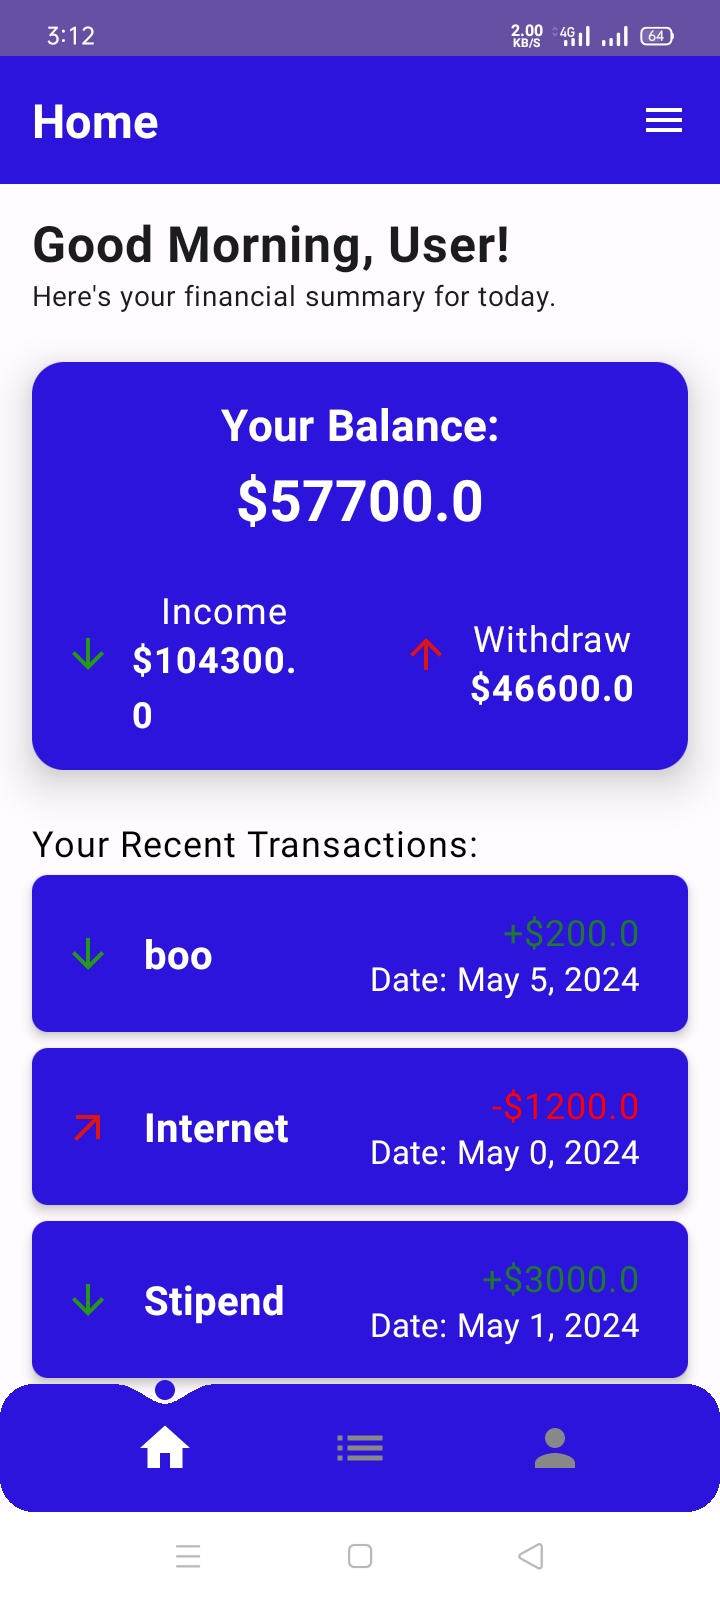 3:12
2.00
KB/S
4G
64
Home
Good Morning, User!
Here's your financial summary for today.
Your Balance:
$57700.0
Income
$104300.
0
Withdraw
$46600.0
Your Recent Transactions:
boo
+$200.0
Date: May 5, 2024
Internet
-$1200.0
Date: May 0, 2024
Stipend
+$3000.0
Date: May 1, 2024